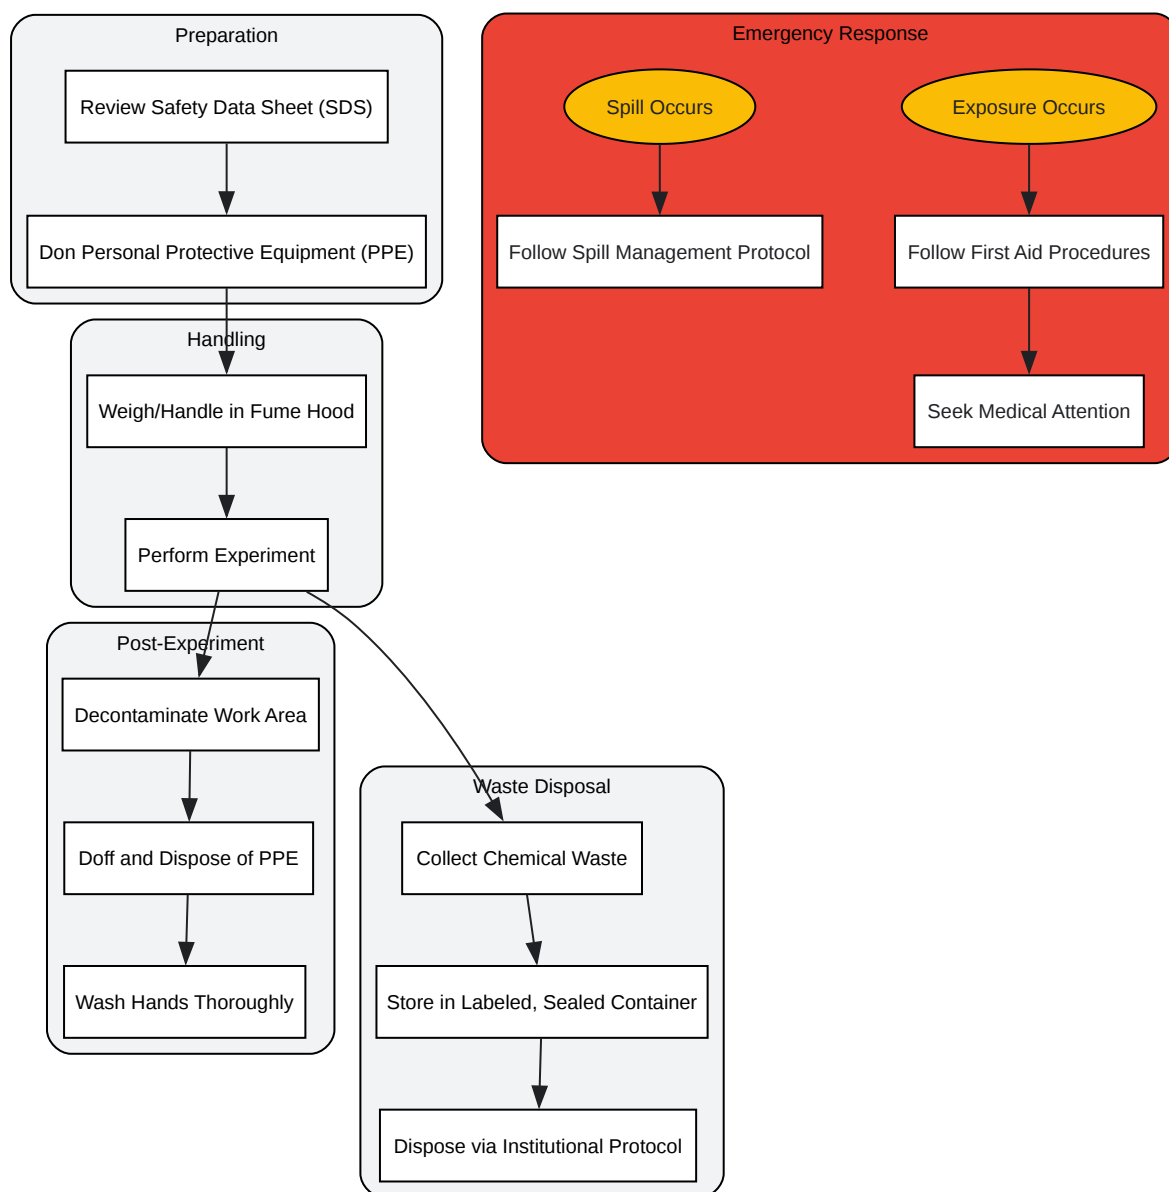 Preparation
Review Safety Data Sheet (SDS)
Don Personal Protective Equipment (PPE)
Handling
Weigh/Handle in Fume Hood
Perform Experiment
Post-Experiment
Decontaminate Work Area
Doff and Dispose of PPE
Wash Hands Thoroughly
Waste Disposal
Collect Chemical Waste
Store in Labeled, Sealed Container
Dispose via Institutional Protocol
Emergency Response
Spill Occurs
Follow Spill Management Protocol
Exposure Occurs
Follow First Aid Procedures
Seek Medical Attention